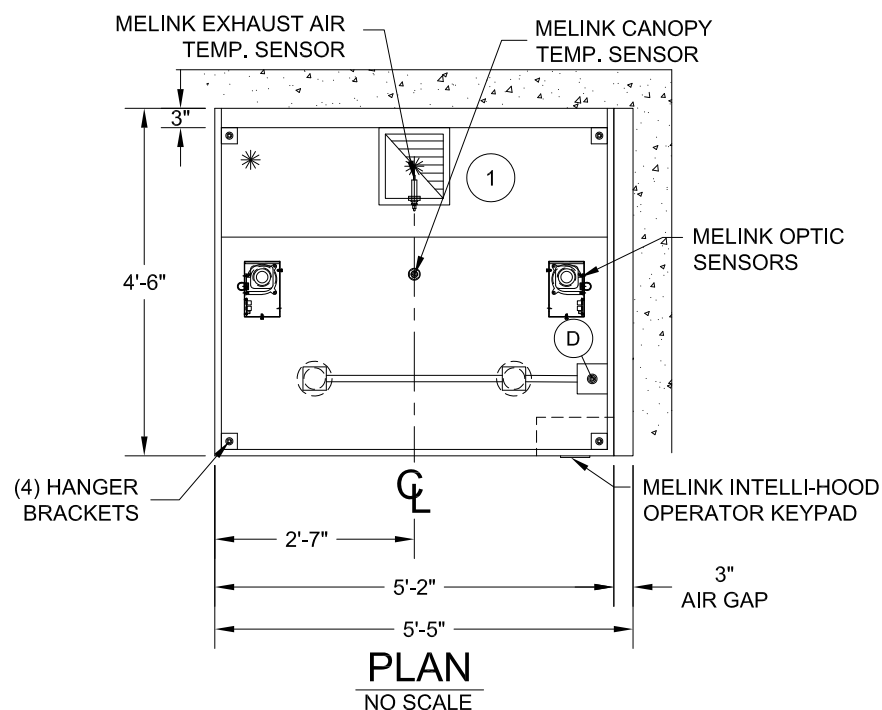 MELINK EXHAUST AIR
TEMP. SENSOR
MELINK CANOPY
TEMP. SENSOR
3"
1
4'-6"
MELINK OPTIC
SENSORS
D
(4) HANGER
BRACKETS
CL
MELINK INTELLI-HOOD
OPERATOR KEYPAD
2'-7"
5'-2"
3"
AIR GAP
5'-5"
PLAN
NO SCALE